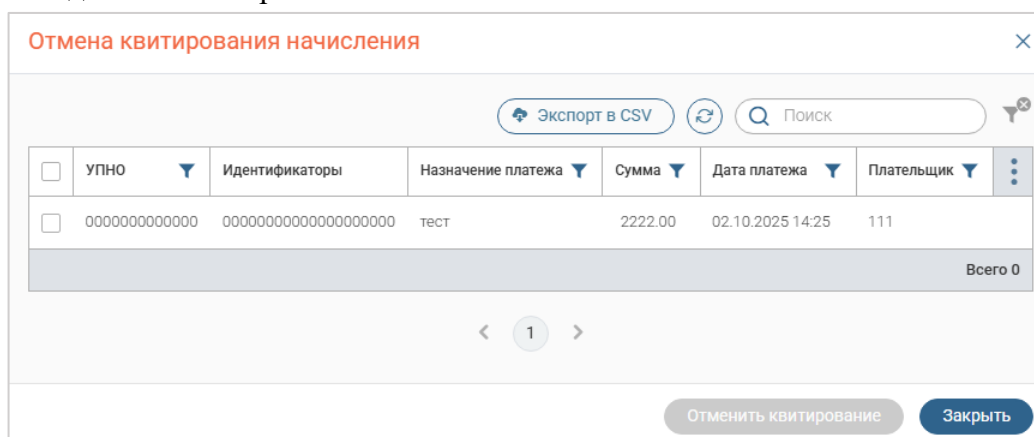 Отмена квитирования начисления
Экспорт в CSV Поиск
УПНО Идентификаторы Назначение платежа Сумма Дата платежа Плательщик
0000000000000 00000000000000000000 тест 2222.00 02.10.2025 14:25 111
Всего 0
1
Отменить квитирование Закрыть